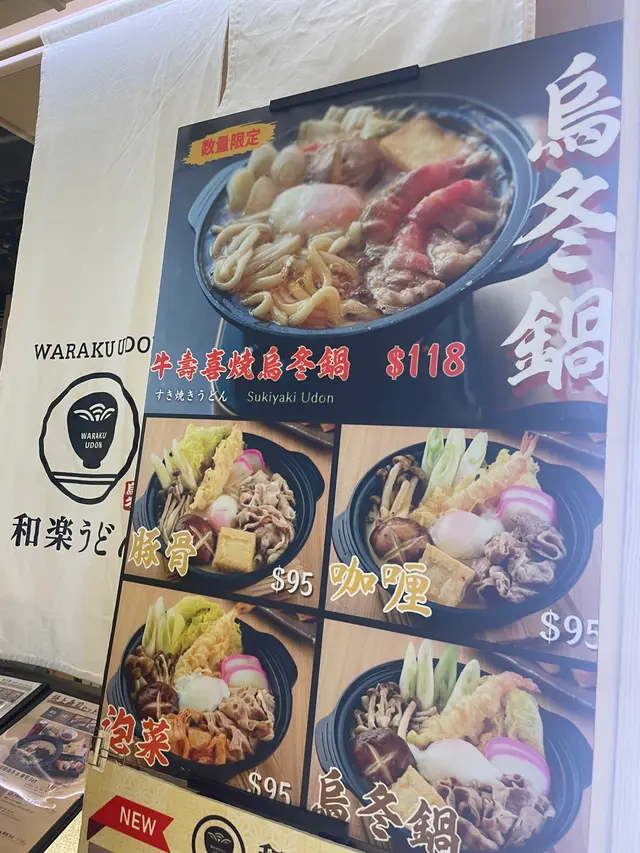 数量限定
烏冬鍋
牛壽喜燒烏冬鍋 $118
すき焼きうどん Sukiyaki Udon
WARAKU UDO
WARAKU
UDON
和楽うどん
豚骨
$95
咖喱
$95
泡菜
$95
烏冬鍋
NEW